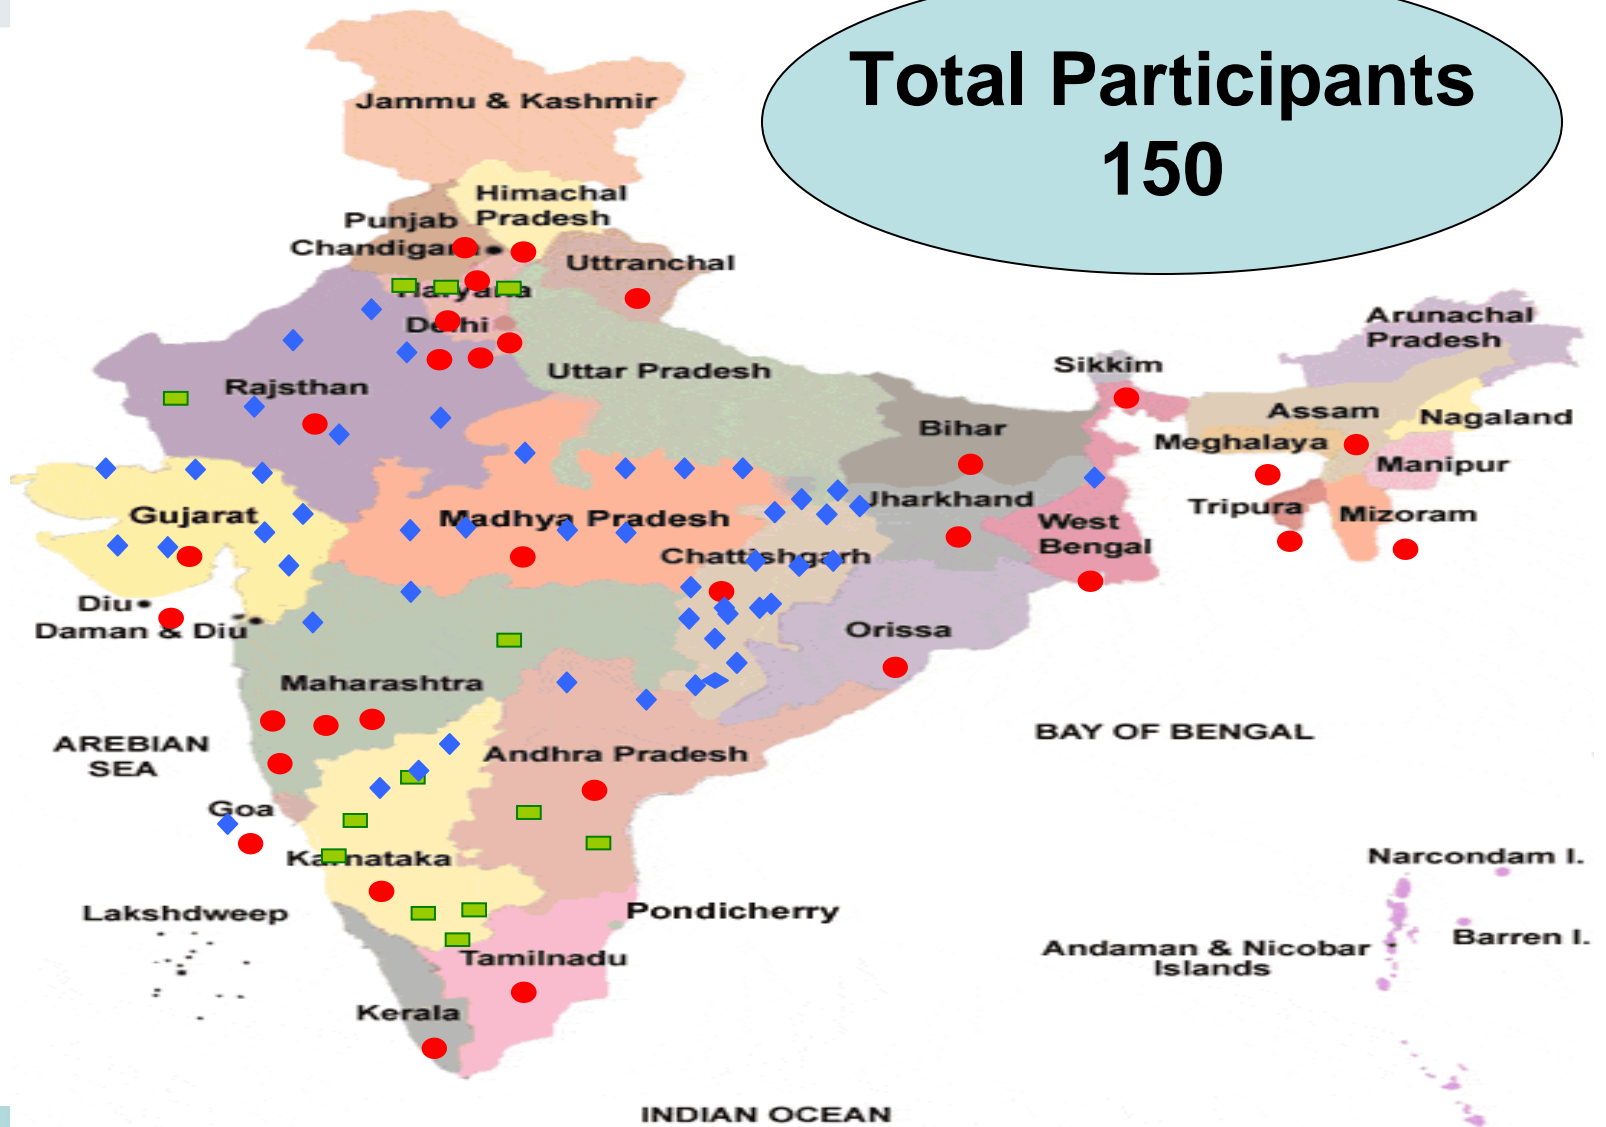 Total Participants
150
Jammu & Kashmir
Himachal
Pradesh
Punjab
Uttranchal
Rajsthan
Uttar Pradesh
Sikkim
Arunachal
Pradesh
Assam
Nagaland
Bihar
Meghalaya
Manipur
Gujarat
Madhya Pradesh
Jharkhand
West
Bengal
Tripura
Mizoram
Chattishgarh
Diu
Daman & Diu
Orissa
Maharashtra
AREBIAN
SEA
Andhra Pradesh
BAY OF BENGAL
Goa
Karnataka
Narcondam I.
Lakshdweep
Pondicherry
Andaman & Nicobar
Islands
Barren I.
Tamilnadu
Kerala
INDIAN OCEAN